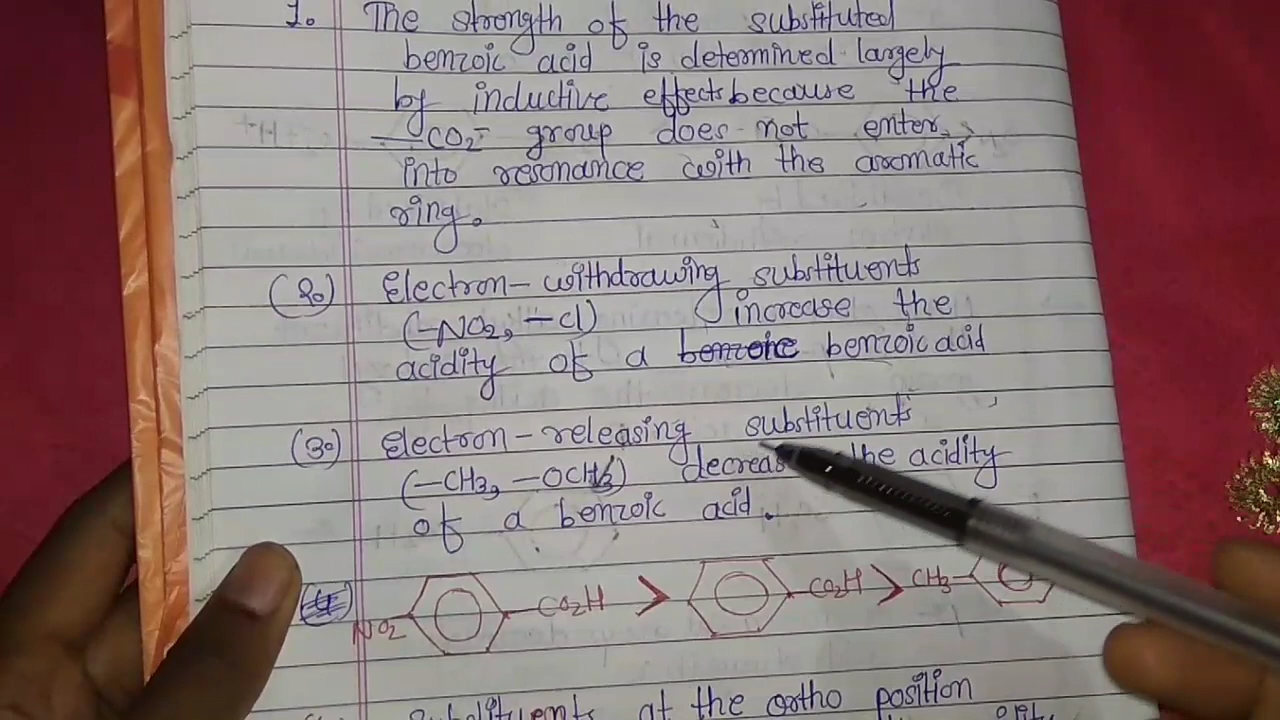 1. The strength of the substituted
benzoic acid is determined largely
by inductive effects because the
—CO2- group does not enter
into resonance with the aromatic
ring.
(2.) Electron-withdrawing substituents
(-NO2, -Cl) increase the
acidity of a benzoic benzoic acid
(3.) Electron-releasing substituents
(-CH3, -OCH3) the acidity
of a benzoic acid.
NO2 CO2H > CO2H > CH3
at the ortho position